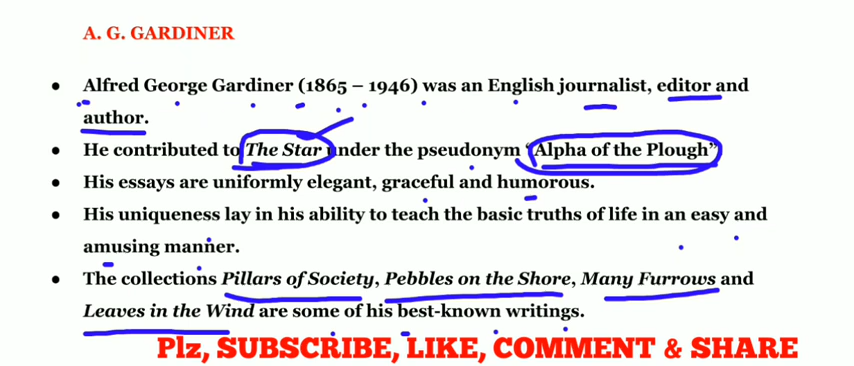 A. G. GARDINER
• Alfred George Gardiner (1865 – 1946) was an English journalist, editor and
author.
• He contributed to The Star under the pseudonym “Alpha of the Plough”
• His essays are uniformly elegant, graceful and humorous.
• His uniqueness lay in his ability to teach the basic truths of life in an easy and
amusing manner.
• The collections Pillars of Society, Pebbles on the Shore, Many Furrows and
Leaves in the Wind are some of his best-known writings.
Plz, SUBSCRIBE, LIKE, COMMENT & SHARE